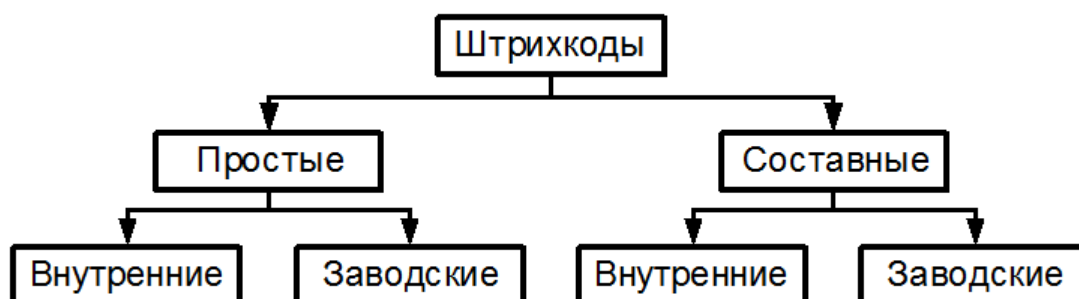 Штрихкоды
Простые
Составные
Внутренние
Заводские
Внутренние
Заводские